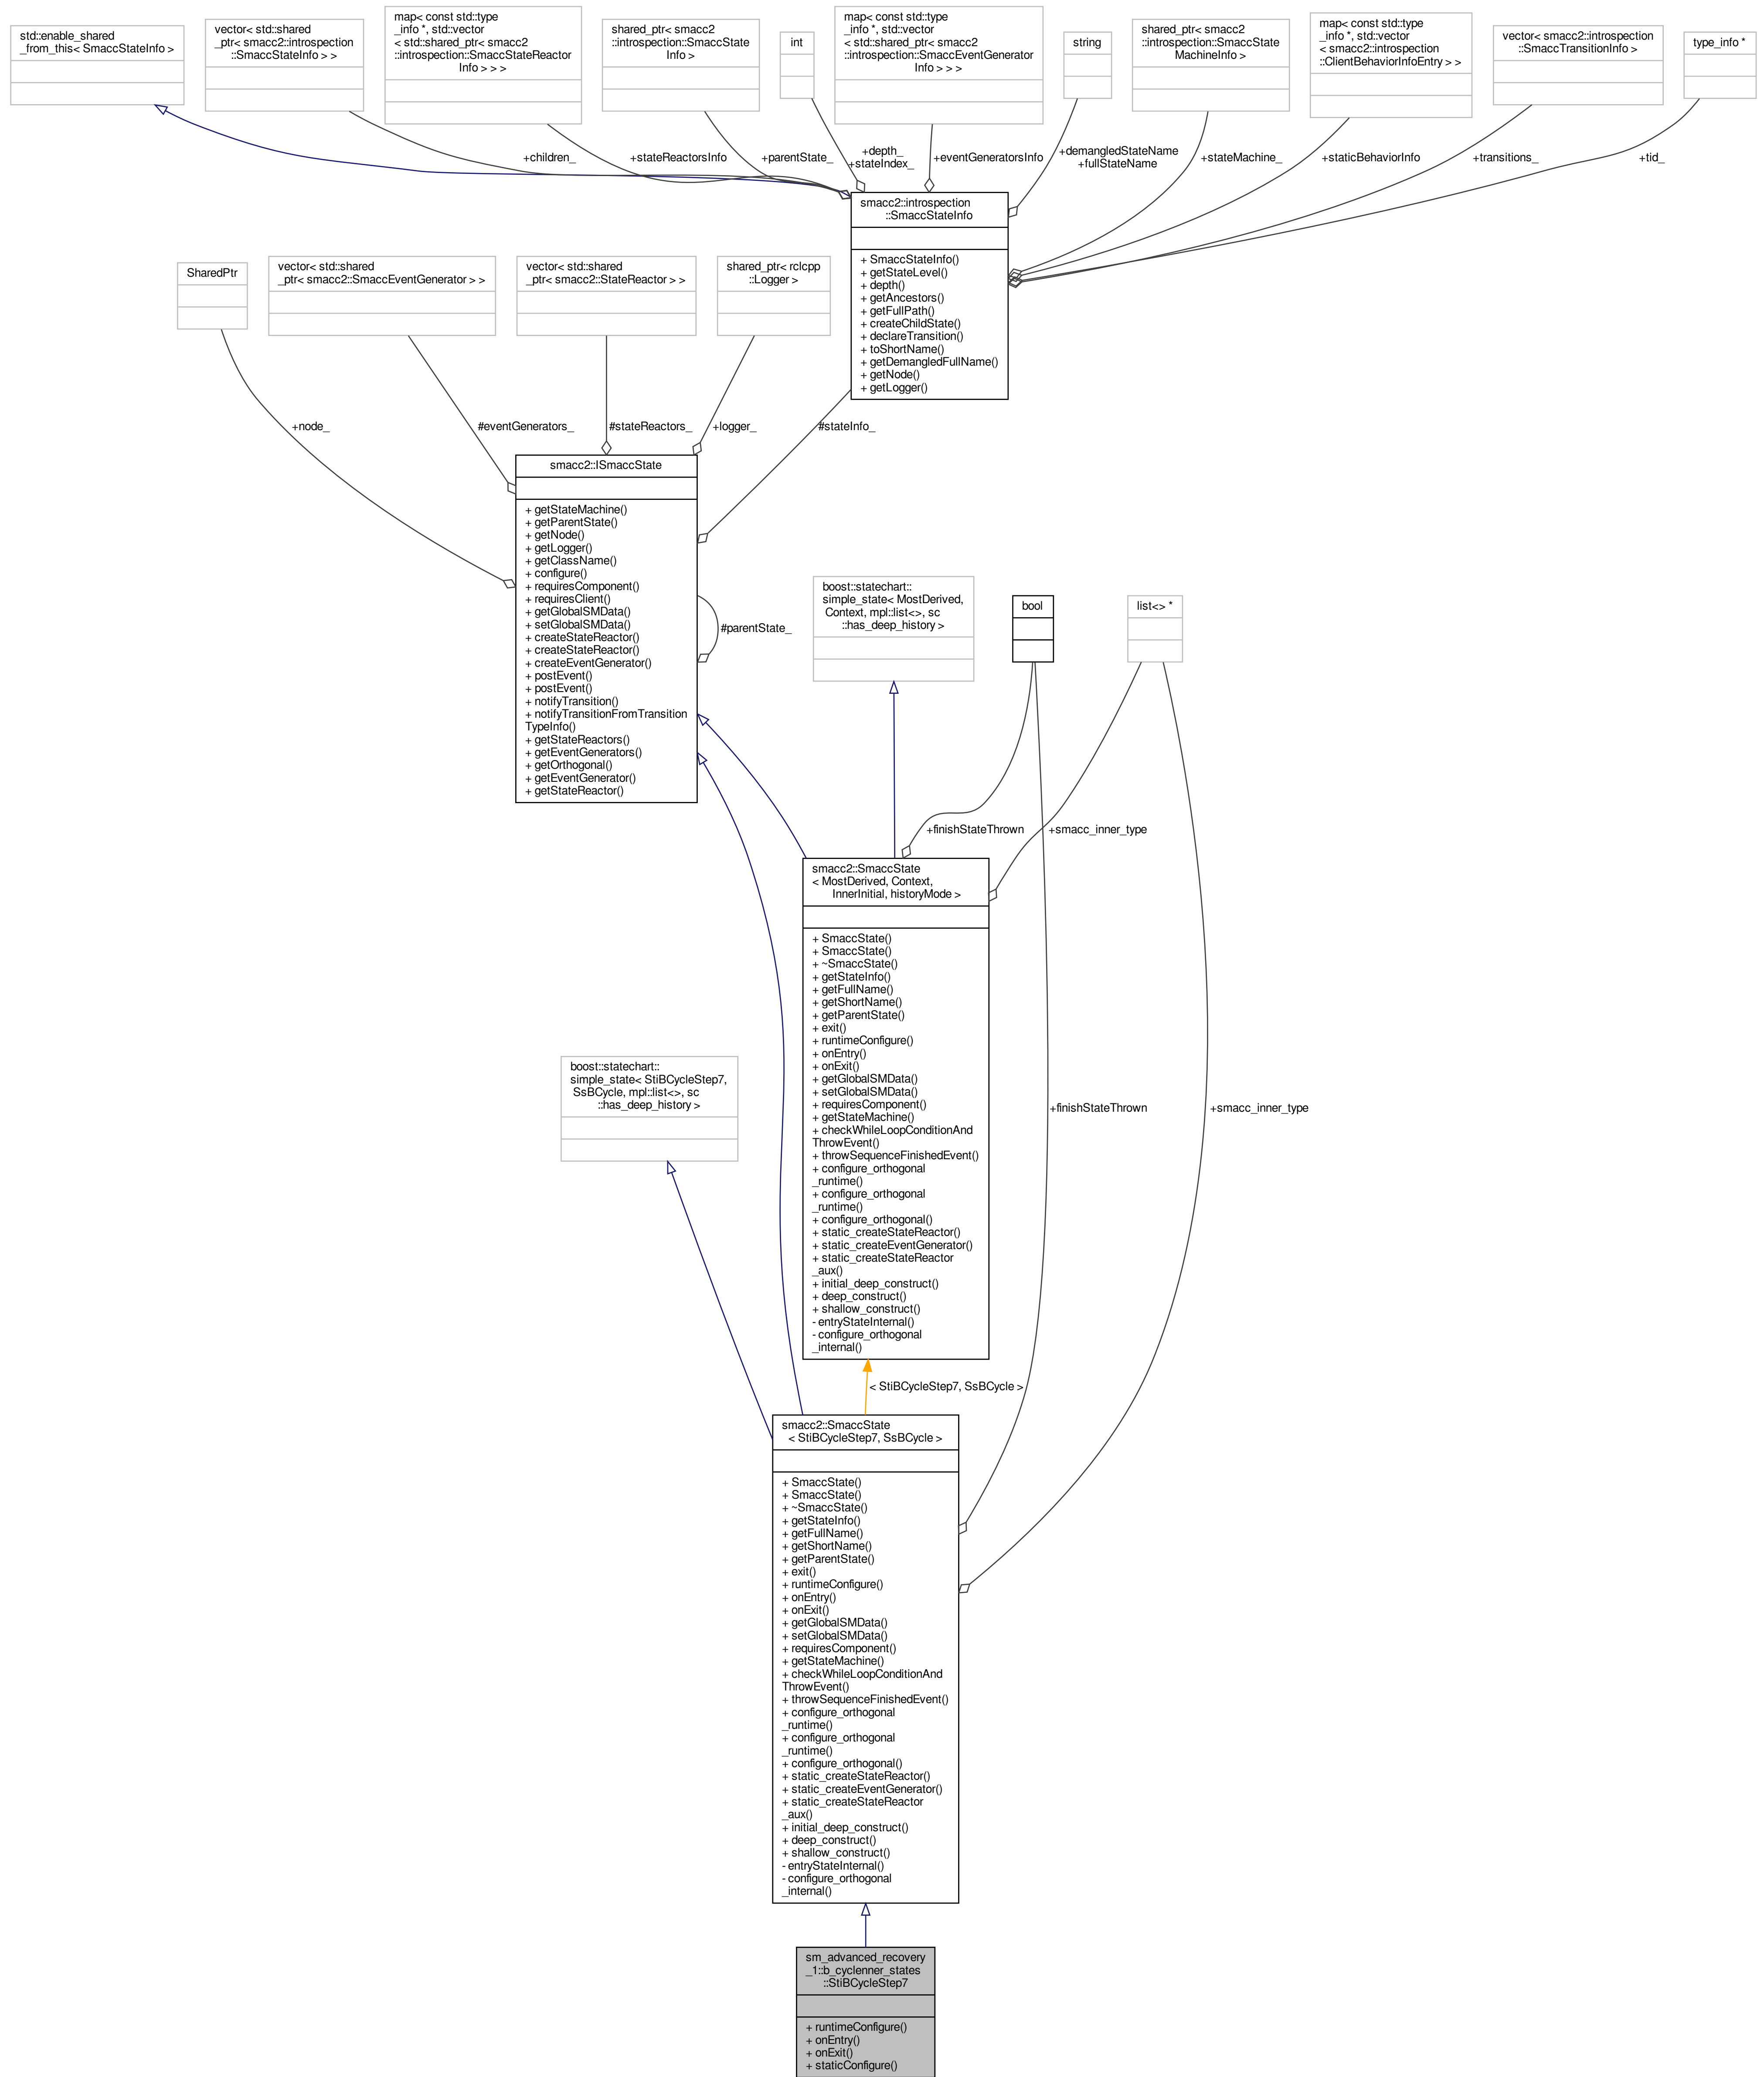 std::enable_shared
_from_this< SmaccStateInfo >
vector< std::shared
_ptr< smacc2::introspection
::SmaccStateInfo > >
map< const std::type
_info *, std::vector
< std::shared_ptr< smacc2
::introspection::SmaccStateReactor
Info > > >
shared_ptr< smacc2
::introspection::SmaccState
Info >
int
map< const std::type
_info *, std::vector
< std::shared_ptr< smacc2
::introspection::SmaccEventGenerator
Info > > >
string
shared_ptr< smacc2
::introspection::SmaccState
MachineInfo >
map< const std::type
_info *, std::vector
< smacc2::introspection
::ClientBehaviorInfoEntry > >
vector< smacc2::introspection
::SmaccTransitionInfo >
type_info *
+children_
+stateReactorsInfo
+parentState_
+depth_
+stateIndex_
+eventGeneratorsInfo
+demangledStateName
+fullStateName
+stateMachine_
+staticBehaviorInfo
+transitions_
+tid_
smacc2::introspection
::SmaccStateInfo
+ SmaccStateInfo()
+ getStateLevel()
+ depth()
+ getAncestors()
+ getFullPath()
+ createChildState()
+ declareTransition()
+ toShortName()
+ getDemangledFullName()
+ getNode()
+ getLogger()
SharedPtr
vector< std::shared
_ptr< smacc2::SmaccEventGenerator > >
vector< std::shared
_ptr< smacc2::StateReactor > >
shared_ptr< rclcpp
::Logger >
+node_
#eventGenerators_
#stateReactors_
+logger_
#stateInfo_
smacc2::ISmaccState
+ getStateMachine()
+ getParentState()
+ getNode()
+ getLogger()
+ getClassName()
+ configure()
+ requiresComponent()
+ requiresClient()
+ getGlobalSMData()
+ setGlobalSMData()
+ createStateReactor()
+ createStateReactor()
+ createEventGenerator()
+ postEvent()
+ postEvent()
+ notifyTransition()
+ notifyTransitionFromTransition
TypeInfo()
+ getStateReactors()
+ getEventGenerators()
+ getOrthogonal()
+ getEventGenerator()
+ getStateReactor()
#parentState_
boost::statechart::
simple_state< MostDerived,
Context, mpl::list<>, sc
::has_deep_history >
bool
list<> *
+finishStateThrown
+smacc_inner_type
smacc2::SmaccState
< MostDerived, Context,
InnerInitial, historyMode >
+ SmaccState()
+ SmaccState()
+ ~SmaccState()
+ getStateInfo()
+ getFullName()
+ getShortName()
+ getParentState()
+ exit()
+ runtimeConfigure()
+ onEntry()
+ onExit()
+ getGlobalSMData()
+ setGlobalSMData()
+ requiresComponent()
+ getStateMachine()
+ checkWhileLoopConditionAnd
ThrowEvent()
+ throwSequenceFinishedEvent()
+ configure_orthogonal
_runtime()
+ configure_orthogonal
_runtime()
+ configure_orthogonal()
+ static_createStateReactor()
+ static_createEventGenerator()
+ static_createStateReactor
_aux()
+ initial_deep_construct()
+ deep_construct()
+ shallow_construct()
- entryStateInternal()
- configure_orthogonal
_internal()
boost::statechart::
simple_state< StiBCycleStep7,
SsBCycle, mpl::list<>, sc
::has_deep_history >
+finishStateThrown
+smacc_inner_type
< StiBCycleStep7, SsBCycle >
smacc2::SmaccState
< StiBCycleStep7, SsBCycle >
+ SmaccState()
+ SmaccState()
+ ~SmaccState()
+ getStateInfo()
+ getFullName()
+ getShortName()
+ getParentState()
+ exit()
+ runtimeConfigure()
+ onEntry()
+ onExit()
+ getGlobalSMData()
+ setGlobalSMData()
+ requiresComponent()
+ getStateMachine()
+ checkWhileLoopConditionAnd
ThrowEvent()
+ throwSequenceFinishedEvent()
+ configure_orthogonal
_runtime()
+ configure_orthogonal
_runtime()
+ configure_orthogonal()
+ static_createStateReactor()
+ static_createEventGenerator()
+ static_createStateReactor
_aux()
+ initial_deep_construct()
+ deep_construct()
+ shallow_construct()
- entryStateInternal()
- configure_orthogonal
_internal()
sm_advanced_recovery
_1::b_cyclenner_states
::StiBCycleStep7
+ runtimeConfigure()
+ onEntry()
+ onExit()
+ staticConfigure()